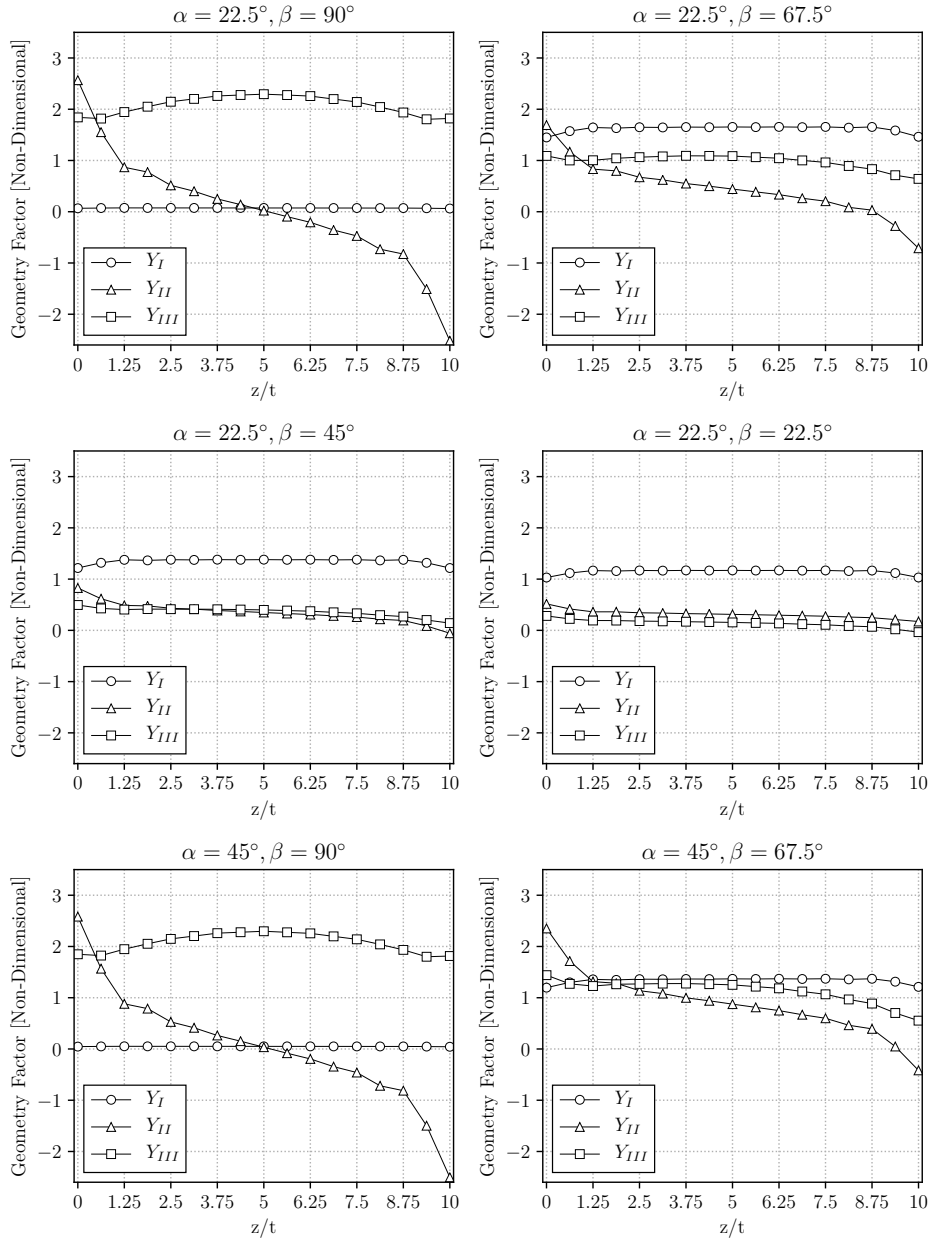 α = 22.5°, β = 90°
Geometry Factor [Non-Dimensional]
3
2
1
0
−1
−2
Y_I
Y_II
Y_III
0 1.25 2.5 3.75 5 6.25 7.5 8.75 10
z/t
α = 22.5°, β = 67.5°
Geometry Factor [Non-Dimensional]
3
2
1
0
−1
−2
Y_I
Y_II
Y_III
0 1.25 2.5 3.75 5 6.25 7.5 8.75 10
z/t
α = 22.5°, β = 45°
Geometry Factor [Non-Dimensional]
3
2
1
0
−1
−2
Y_I
Y_II
Y_III
0 1.25 2.5 3.75 5 6.25 7.5 8.75 10
z/t
α = 22.5°, β = 22.5°
Geometry Factor [Non-Dimensional]
3
2
1
0
−1
−2
Y_I
Y_II
Y_III
0 1.25 2.5 3.75 5 6.25 7.5 8.75 10
z/t
α = 45°, β = 90°
Geometry Factor [Non-Dimensional]
3
2
1
0
−1
−2
Y_I
Y_II
Y_III
0 1.25 2.5 3.75 5 6.25 7.5 8.75 10
z/t
α = 45°, β = 67.5°
Geometry Factor [Non-Dimensional]
3
2
1
0
−1
−2
Y_I
Y_II
Y_III
0 1.25 2.5 3.75 5 6.25 7.5 8.75 10
z/t